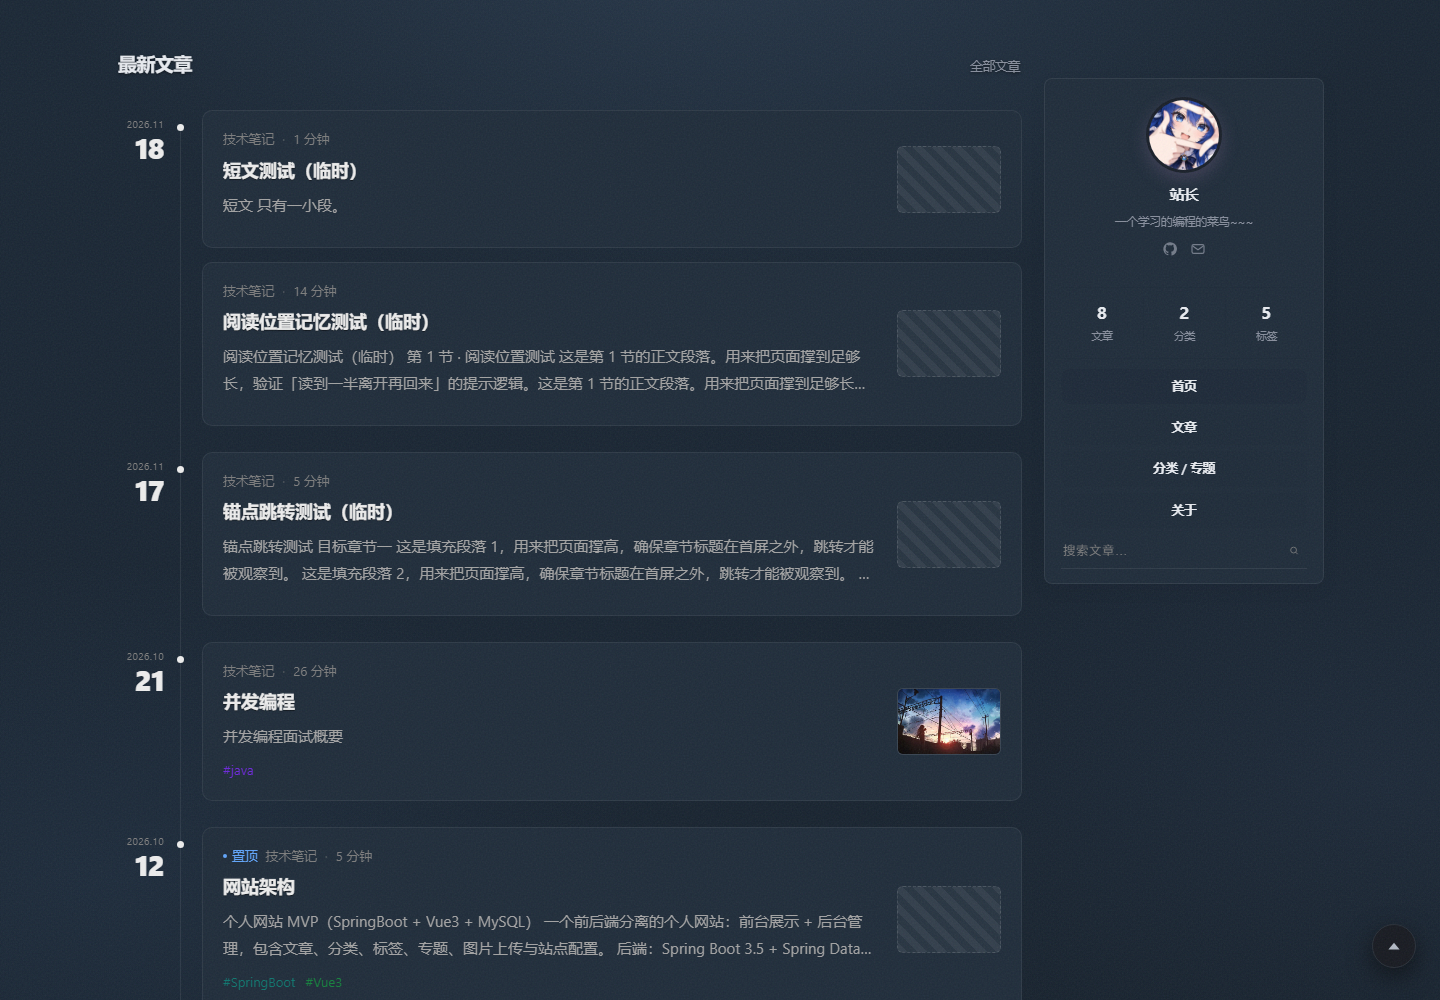 最新文章
全部文章
2026.11
18
技术笔记 · 1 分钟
短文测试（临时）
短文 只有一小段。
技术笔记 · 14 分钟
阅读位置记忆测试（临时）
阅读位置记忆测试（临时） 第 1 节 · 阅读位置测试 这是第 1 节的正文段落。用来把页面撑到足够
长，验证「读到一半离开再回来」的提示逻辑。这是第 1 节的正文段落。用来把页面撑到足够长...
2026.11
17
技术笔记 · 5 分钟
锚点跳转测试（临时）
锚点跳转测试 目标章节一 这是填充段落 1，用来把页面撑高，确保章节标题在首屏之外，跳转才能
被观察到。 这是填充段落 2，用来把页面撑高，确保章节标题在首屏之外，跳转才能被观察到。 ...
2026.10
21
技术笔记 · 26 分钟
并发编程
并发编程面试概要
#java
2026.10
12
• 置顶 技术笔记 · 5 分钟
网站架构
个人网站 MVP（SpringBoot + Vue3 + MySQL） 一个前后端分离的个人网站：前台展示 + 后台管
理，包含文章、分类、标签、专题、图片上传与站点配置。 后端：Spring Boot 3.5 + Spring Data...
#SpringBoot #Vue3
站长
一个学习的编程的菜鸟~~~
8 2 5
文章 分类 标签
首页
文章
分类 / 专题
关于
搜索文章...